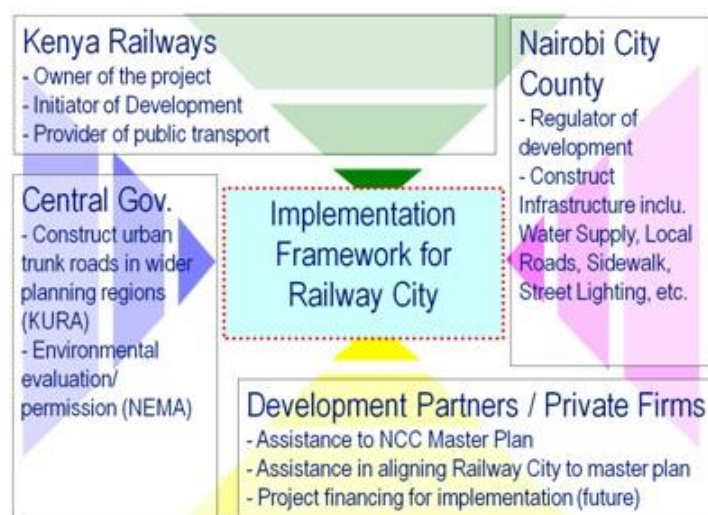 Kenya Railways
- Owner of the project
- Initiator of Development
- Provider of public transport
Nairobi City
County
- Regulator of
development
- Construct
Infrastructure inclu.
Water Supply, Local
Roads, Sidewalk,
Street Lighting, etc.
Central Gov.
- Construct urban
trunk roads in wider
planning regions
(KURA)
- Environmental
evaluation/
permission (NEMA)
Implementation
Framework for
Railway City
Development Partners / Private Firms
- Assistance to NCC Master Plan
- Assistance in aligning Railway City to master plan
- Project financing for implementation (future)